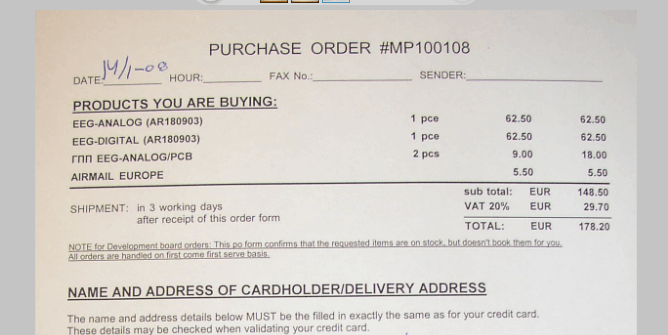 PURCHASE ORDER #MP100108
DATE: 14/1-08 HOUR: FAX No.: SENDER:
PRODUCTS YOU ARE BUYING:
EEG-ANALOG (AR180903) 1 pce 62.50 62.50
EEG-DIGITAL (AR180903) 1 pce 62.50 62.50
ГПП EEG-ANALOG/PCB 2 pcs 9.00 18.00
AIRMAIL EUROPE 5.50 5.50
sub total: EUR 148.50
SHIPMENT: in 3 working days VAT 20% EUR 29.70
after receipt of this order form
TOTAL: EUR 178.20
NOTE for Development board orders: This po form confirms that the requested items are on stock, but doesn't book them for you.
All orders are handled on first come first serve basis.
NAME AND ADDRESS OF CARDHOLDER/DELIVERY ADDRESS
The name and address details below MUST be the filled in exactly the same as for your credit card.
These details may be checked when validating your credit card.